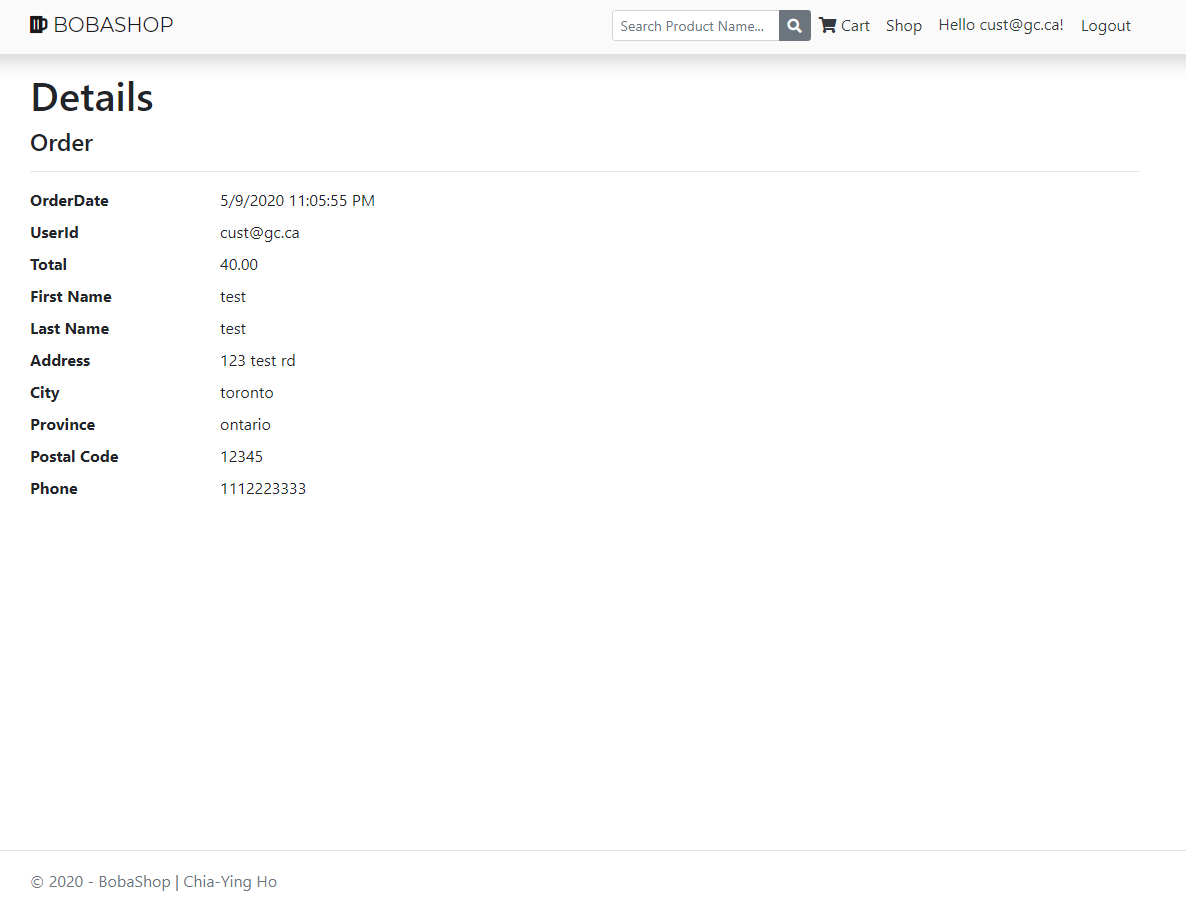 BOBASHOP Search Product Name... Cart Shop Hello cust@gc.ca! Logout
Details
Order
OrderDate 5/9/2020 11:05:55 PM
UserId cust@gc.ca
Total 40.00
First Name test
Last Name test
Address 123 test rd
City toronto
Province ontario
Postal Code 12345
Phone 1112223333
© 2020 - BobaShop | Chia-Ying Ho